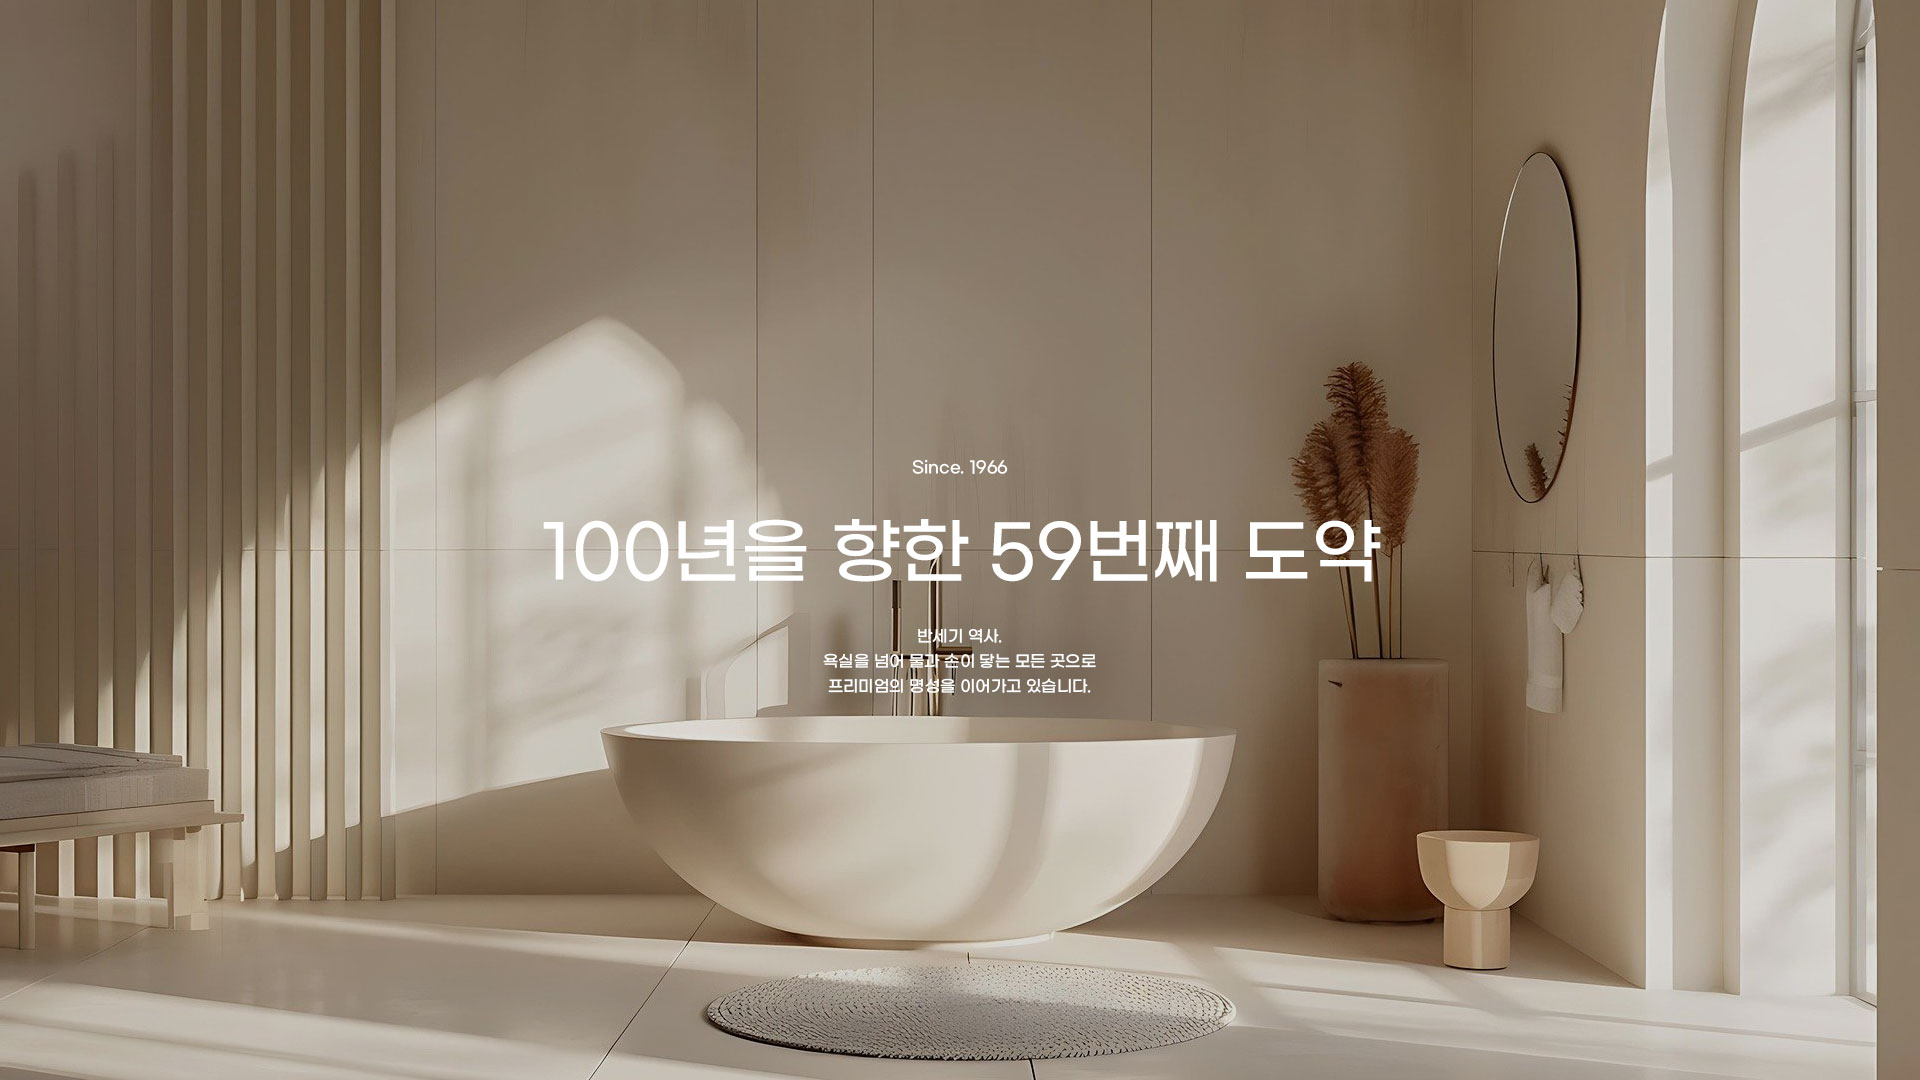 Since. 1966
100년을 향한 59번째 도약
반세기 역사.
욕실을 넘어 물과 손이 닿는 모든 곳으로
프리미엄의 명성을 이어가고 있습니다.